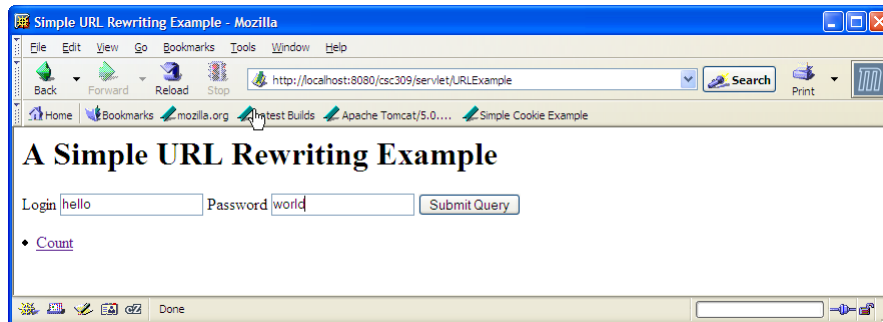 Simple URL Rewriting Example - Mozilla
File Edit View Go Bookmarks Tools Window Help
Back Forward Reload Stop http://localhost:8080/csc309/servlet/URLExample Search Print
Home Bookmarks mozilla.org Latest Builds Apache Tomcat/5.0.... Simple Cookie Example
A Simple URL Rewriting Example
Login hello Password world Submit Query
Count
Done